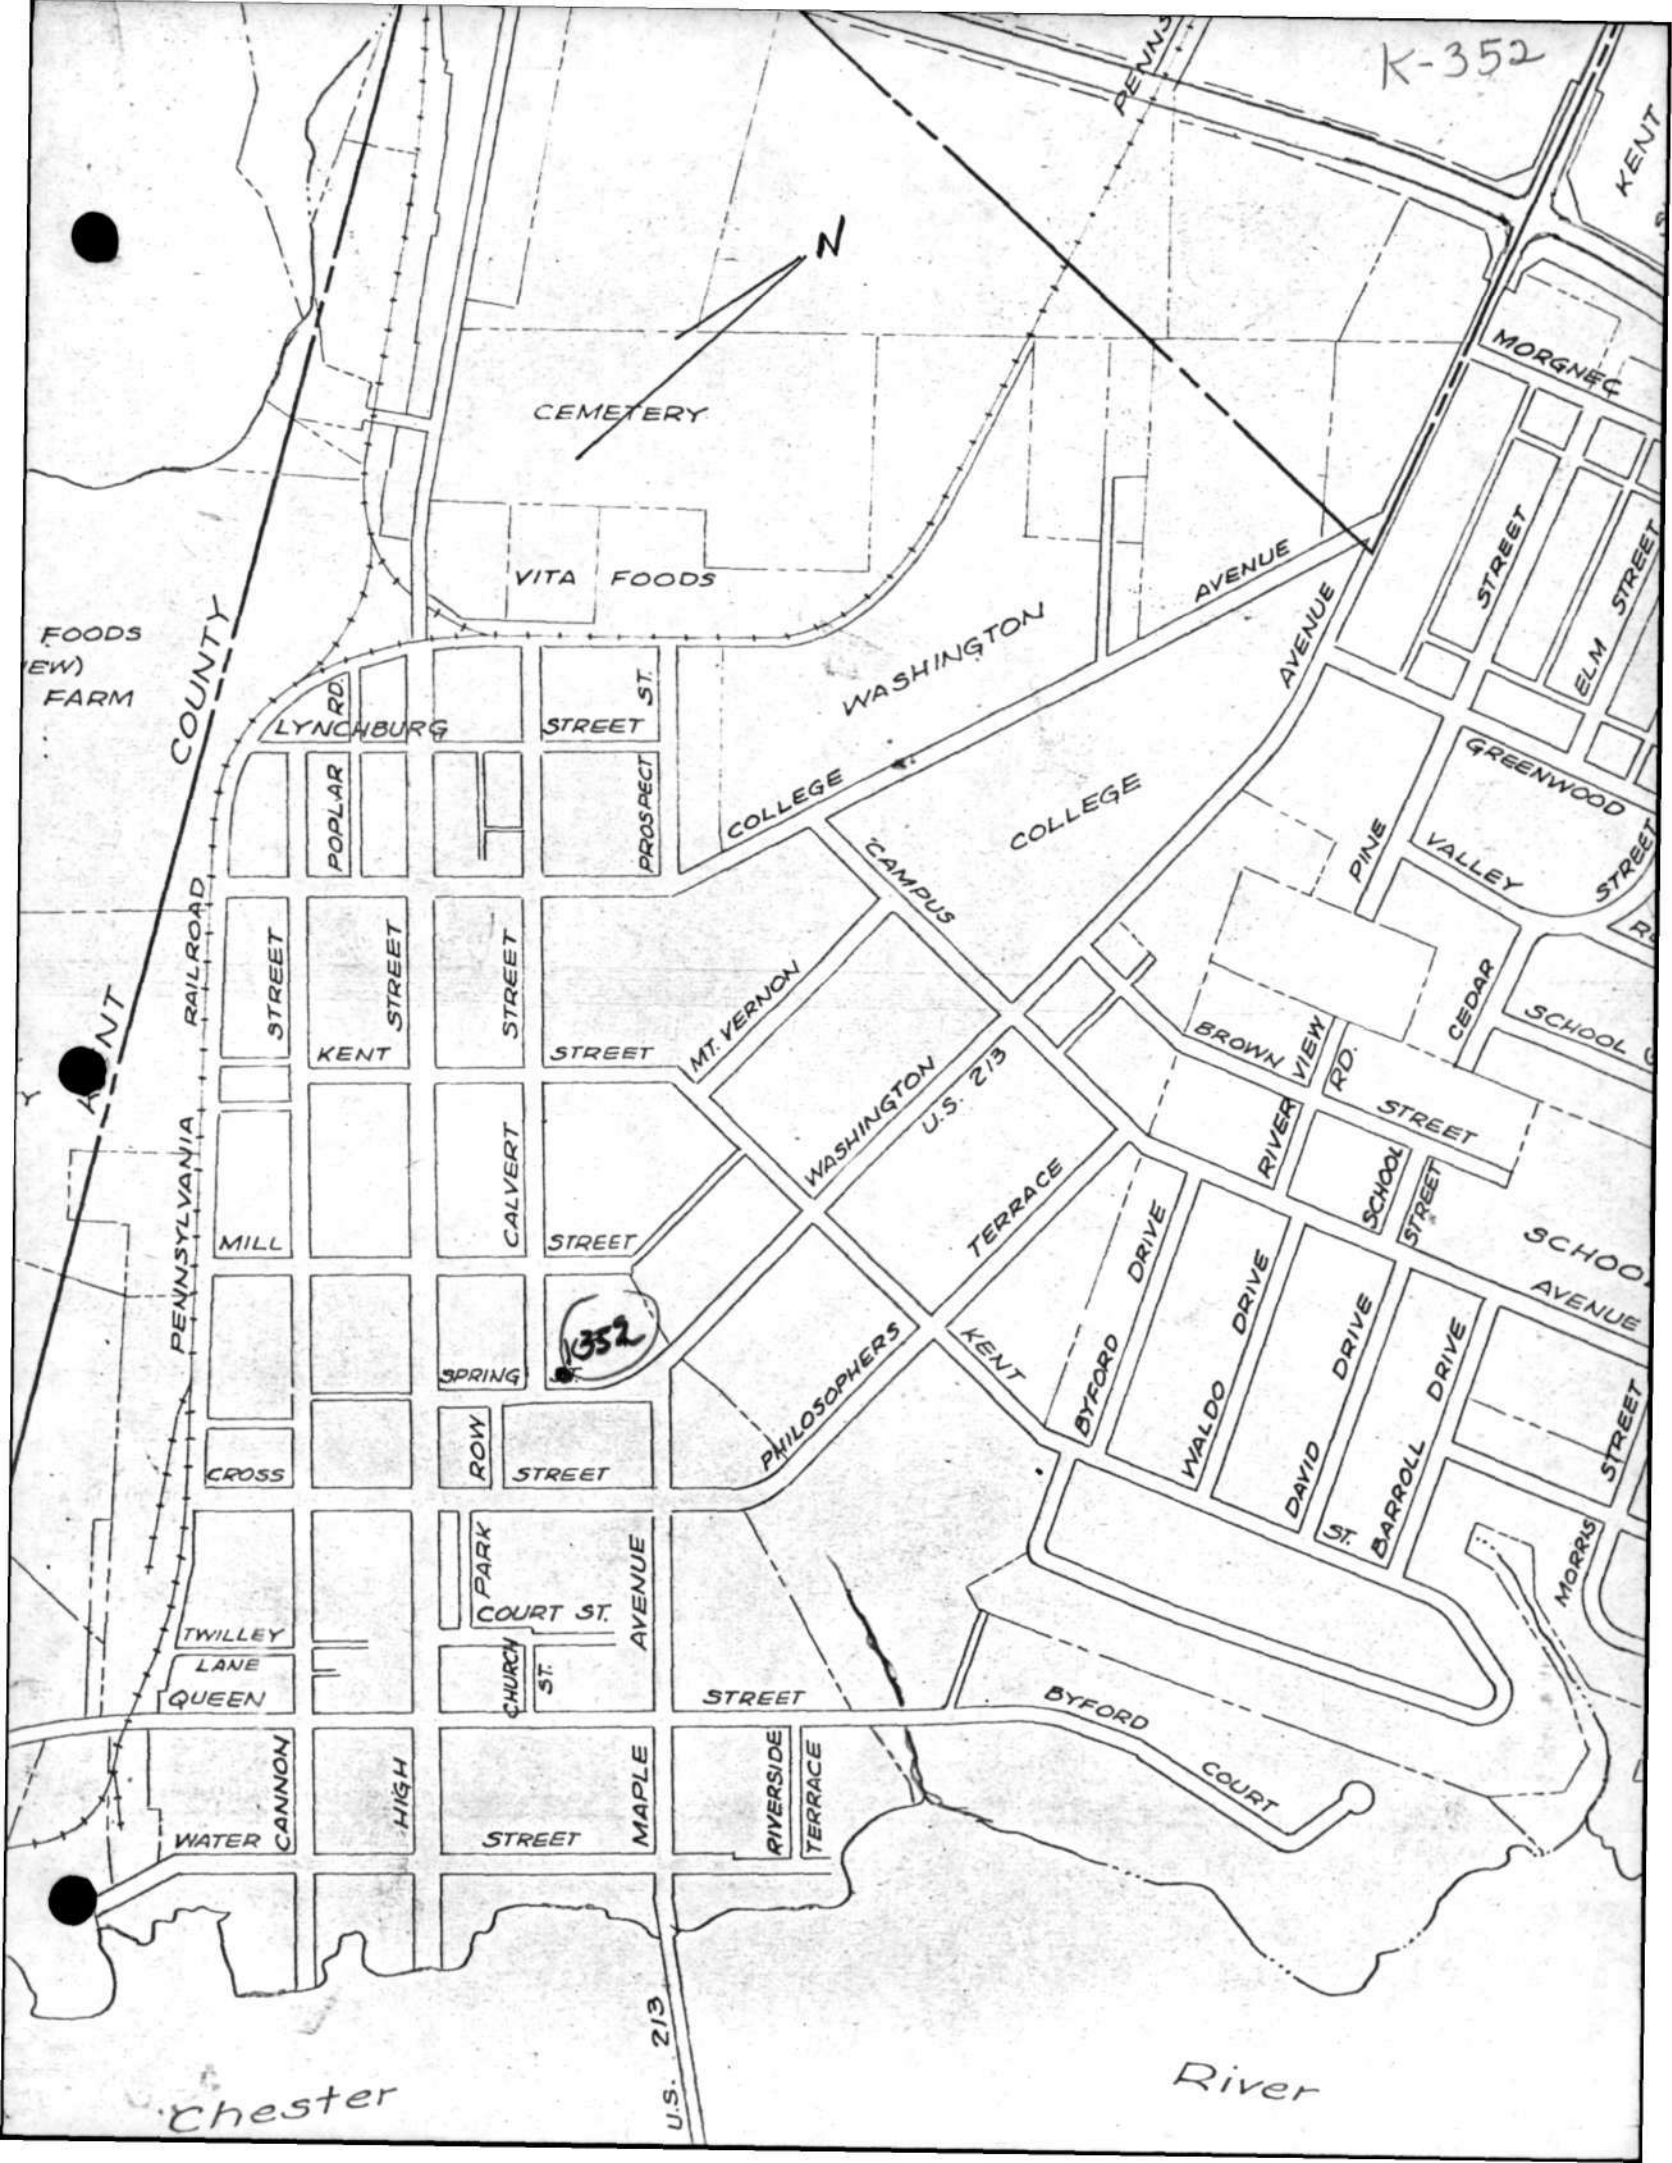 K-352
PENNS
KENT
N
MORGNEC
CEMETERY
STREET
STREET
ELM
VITA FOODS
AVENUE
WASHINGTON
AVENUE
FOODS
EW)
FARM
COUNTY
RD.
ST.
LYNCHBURG
STREET
GREENWOOD
POPLAR
PROSPECT
COLLEGE
COLLEGE
CAMPUS
PINE
VALLEY
STREET
RAILROAD
STREET
STREET
STREET
MT. VERNON
CEDAR
SCHOOL
KENT
STREET
BROWN
VIEW
RD.
WASHINGTON
U.S. 213
STREET
PENNSYLVANIA
CALVERT
RIVER
SCHOOL
STREET
TERRACE
DRIVE
MILL
STREET
SCHOOL
AVENUE
DRIVE
DRIVE
DRIVE
K352
SPRING
ST.
PHILOSOPHERS
KENT
BYFORD
WALDO
DAVID
BARROLL
STREET
CROSS
ROW
STREET
ST.
MORRIS
PARK
COURT ST.
AVENUE
TWILLEY
LANE
QUEEN
CHURCH
ST.
STREET
BYFORD
COURT
CANNON
HIGH
MAPLE
RIVERSIDE
TERRACE
WATER
STREET
U.S. 213
Chester
River